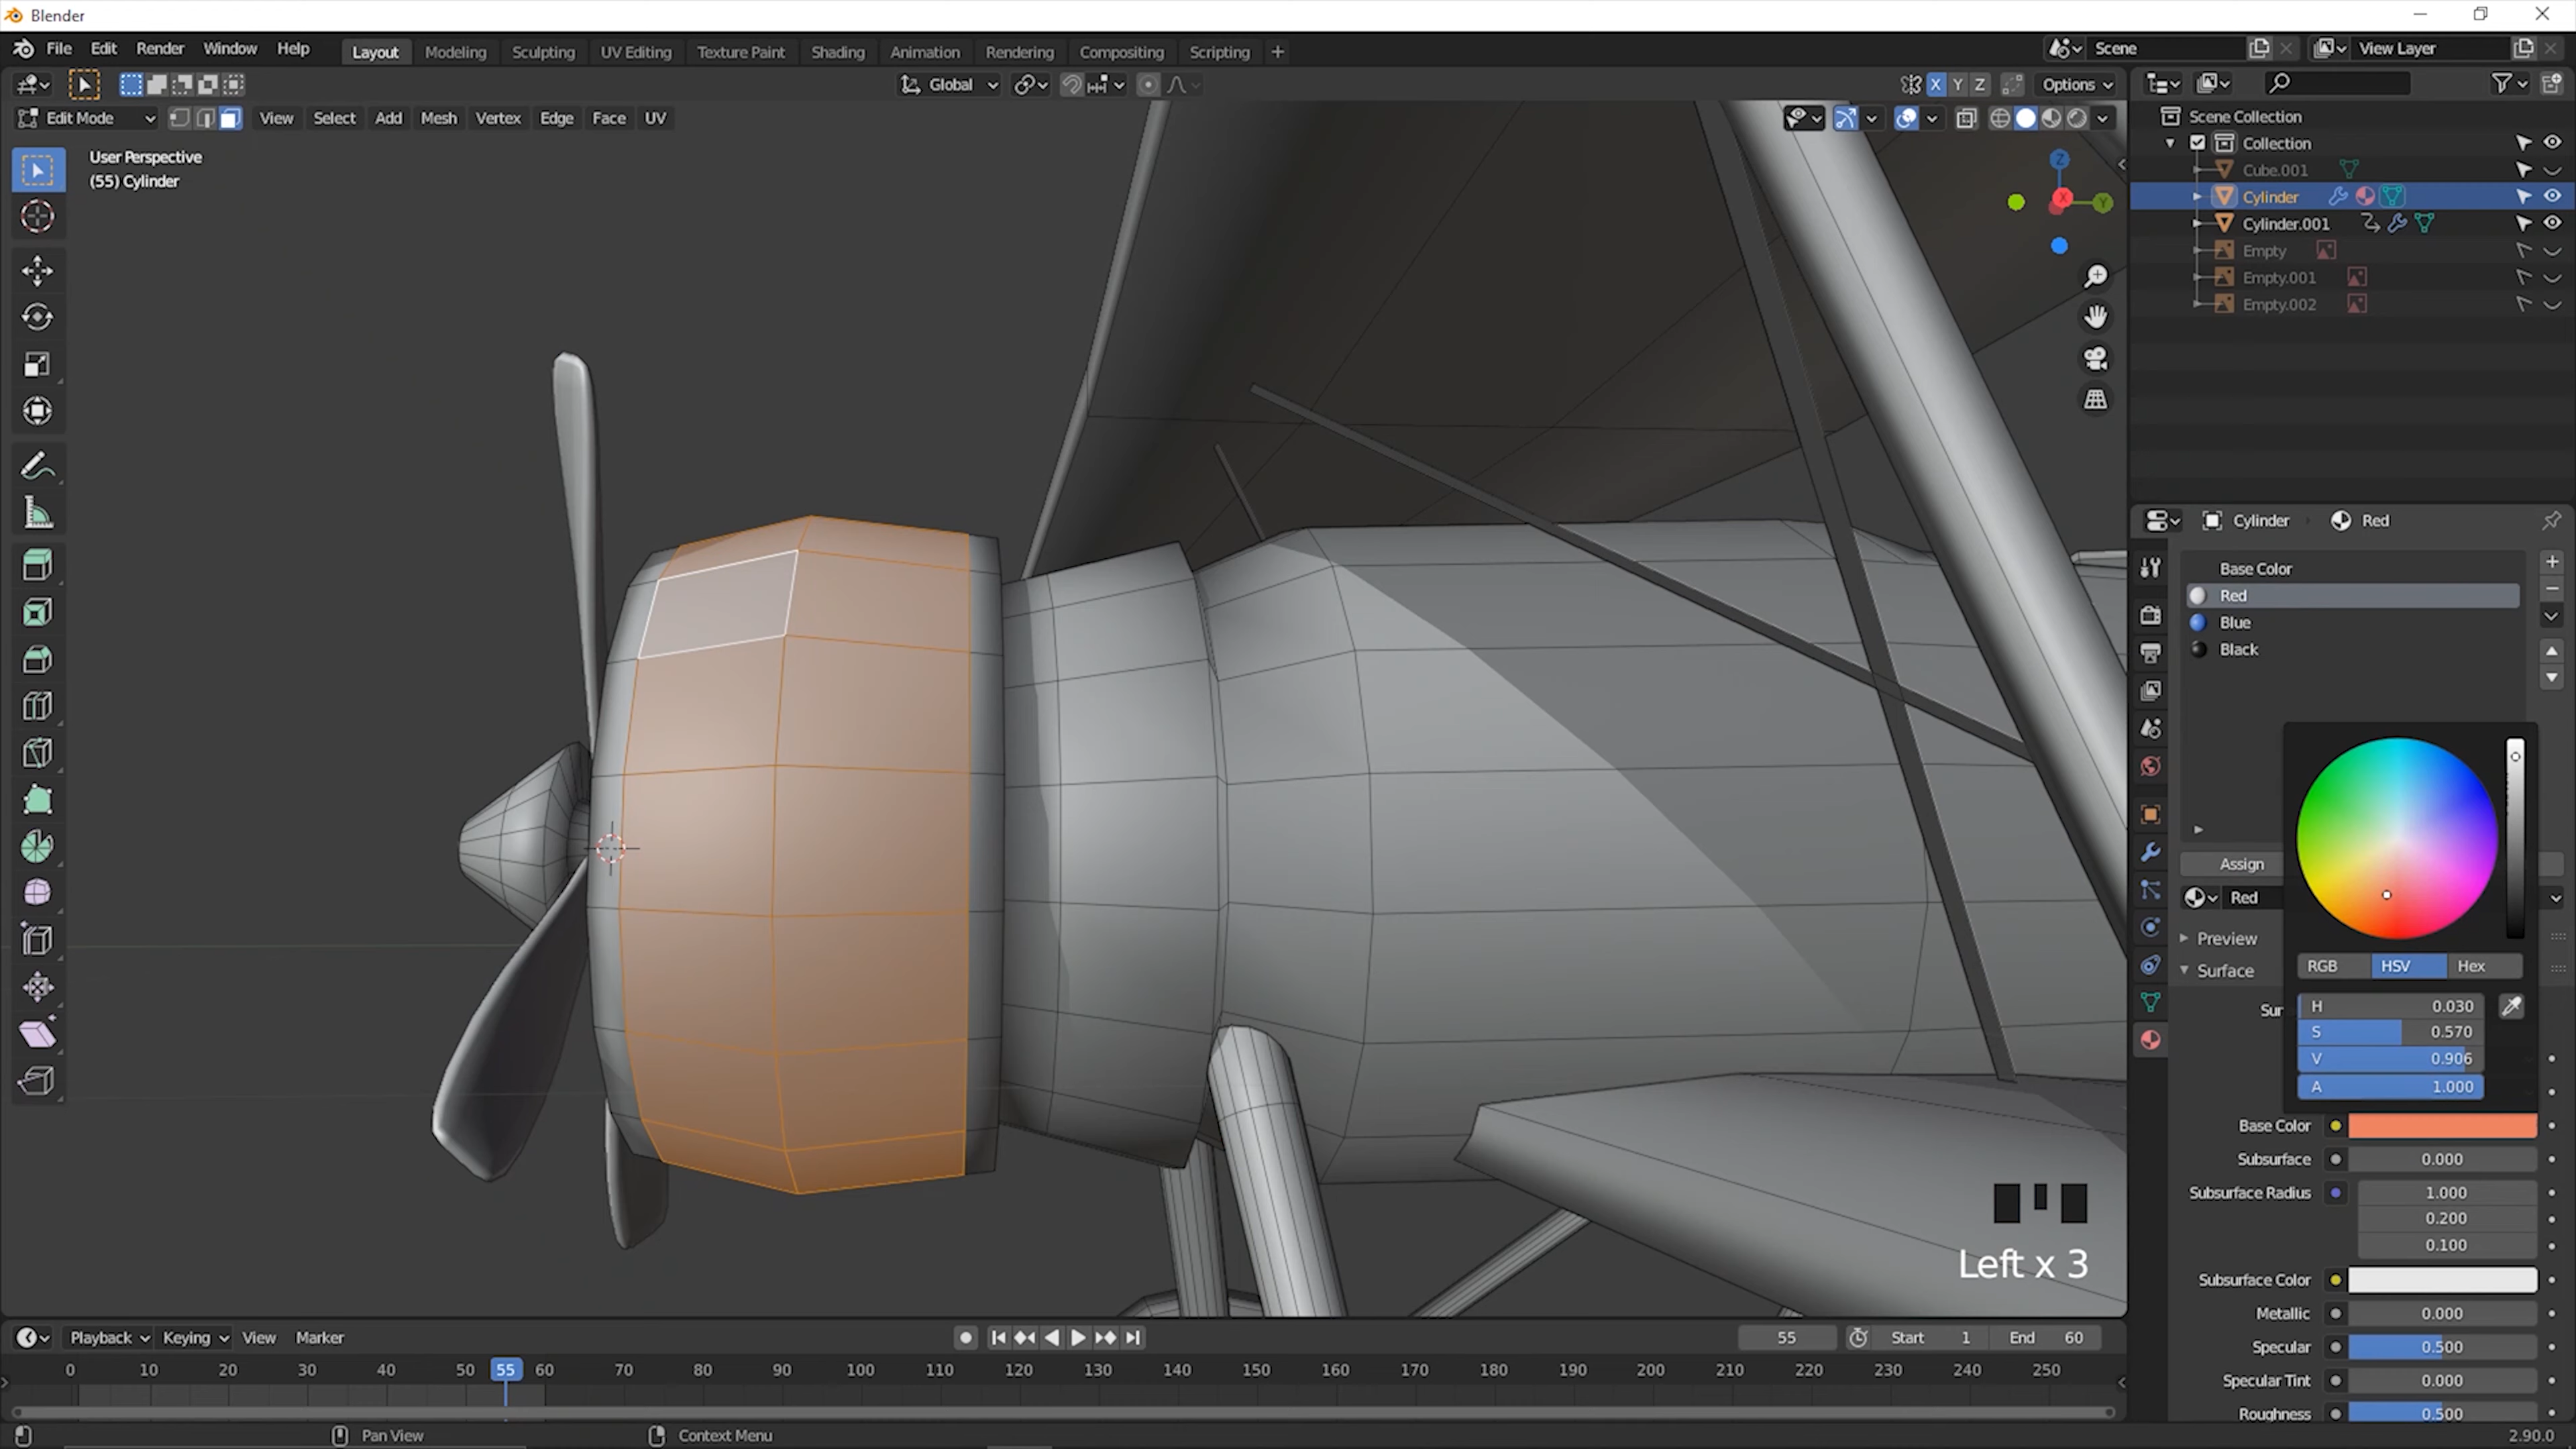 Blender
File Edit Render Window Help
Layout Modeling Sculpting UV Editing Texture Paint Shading Animation Rendering Compositing Scripting +
Scene
View Layer
Global
X Y Z
Options
Edit Mode
View Select Add Mesh Vertex Edge Face UV
User Perspective
(55) Cylinder
Z
X
Y
Scene Collection
Collection
Cube.001
Cylinder
Cylinder.001
Empty
Empty.001
Empty.002
Cylinder
Red
Base Color
Red
Blue
Black
Assign
Red
Preview
Surface
Sur
RGB HSV Hex
H 0.030
S 0.570
V 0.906
A 1.000
Base Color
Subsurface 0.000
Subsurface Radius 1.000
0.200
0.100
Subsurface Color
Metallic 0.000
Specular 0.500
Specular Tint 0.000
Roughness 0.500
Left x 3
Playback Keying View Marker
55
Start 1
End 60
0 10 20 30 40 50 55 60 70 80 90 100 110 120 130 140 150 160 170 180 190 200 210 220 230 240 250
Pan View
Context Menu
2.90.0